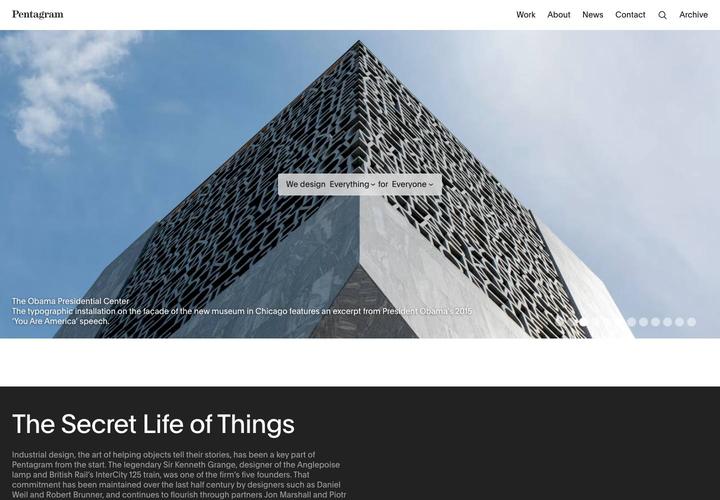 Pentagram
Work About News Contact Archive
We design Everything for Everyone
The Obama Presidential Center
The typographic installation on the façade of the new museum in Chicago features an excerpt from President Obama's 2015
'You Are America' speech.
The Secret Life of Things
Industrial design, the art of helping objects tell their stories, has been a key part of
Pentagram from the start. The legendary Sir Kenneth Grange, designer of the Anglepoise
lamp and British Rail's InterCity 125 train, was one of the firm's five founders. That
commitment has been maintained over the last half century by designers such as Daniel
Weil and Robert Brunner, and continues to flourish through partners Jon Marshall and Piotr